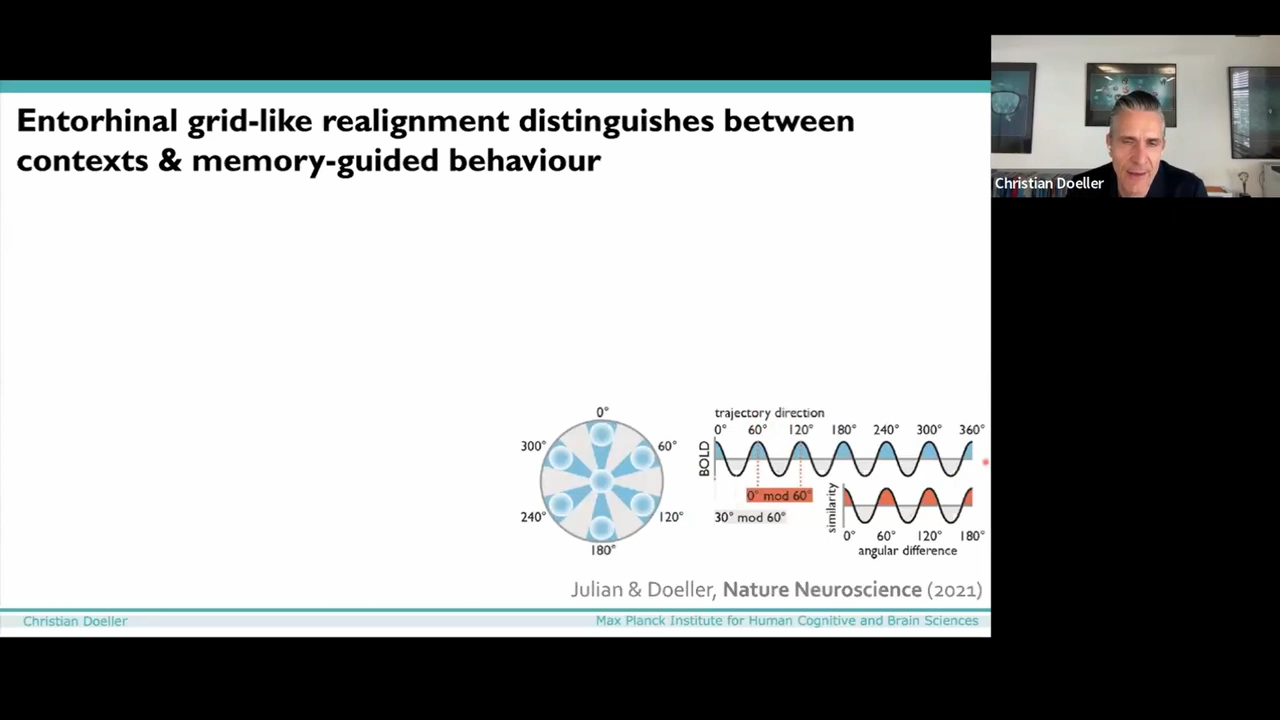 Entorhinal grid-like realignment distinguishes between
contexts & memory-guided behaviour
Christian Doeller
0°
300°
60°
240°
120°
180°
trajectory direction
0° 60° 120° 180° 240° 300° 360°
BOLD
0° mod 60°
30° mod 60°
similarity
0° 60° 120° 180°
angular difference
Julian & Doeller, Nature Neuroscience (2021)
Christian Doeller
Max Planck Institute for Human Cognitive and Brain Sciences